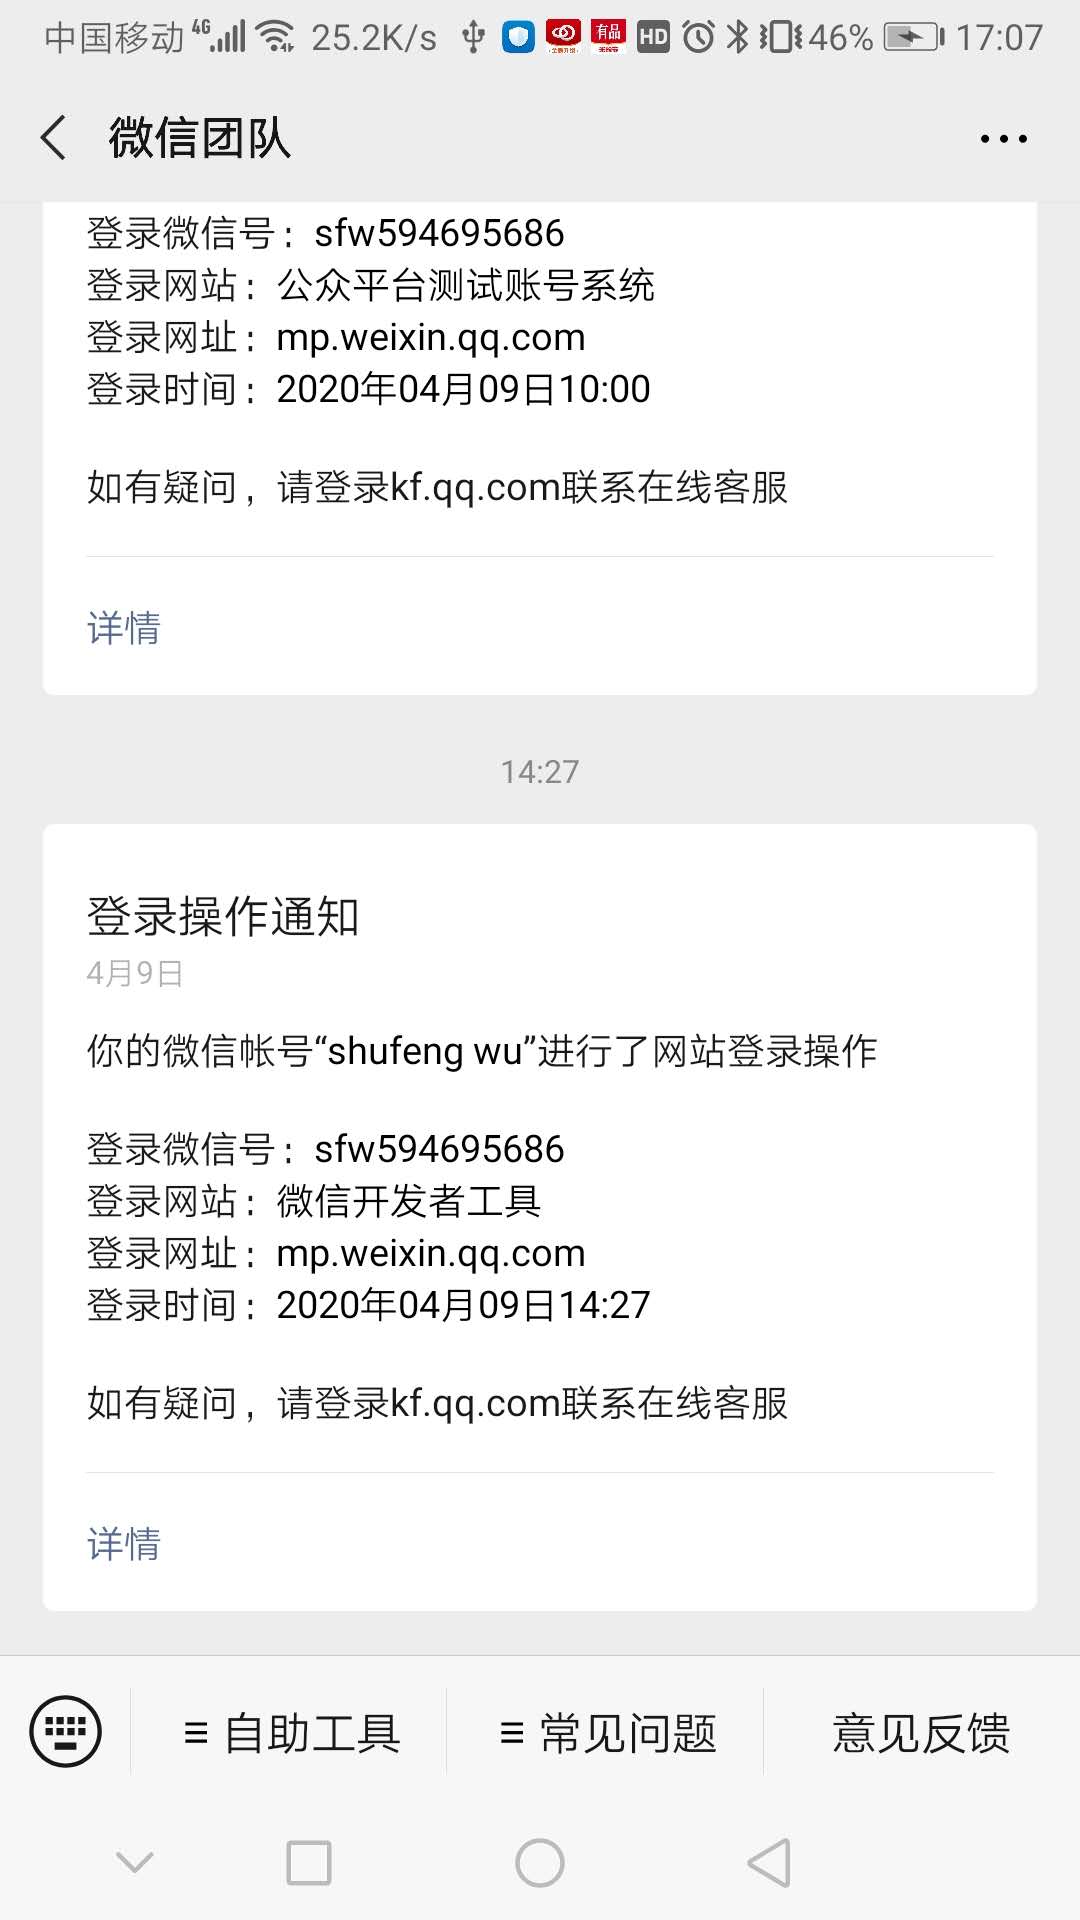 中国移动 4G 25.2K/s HD 46% 17:07
微信团队
登录微信号：sfw594695686
登录网站：公众平台测试账号系统
登录网址：mp.weixin.qq.com
登录时间：2020年04月09日10:00
如有疑问，请登录kf.qq.com联系在线客服
详情
14:27
登录操作通知
4月9日
你的微信帐号“shufeng wu”进行了网站登录操作
登录微信号：sfw594695686
登录网站：微信开发者工具
登录网址：mp.weixin.qq.com
登录时间：2020年04月09日14:27
如有疑问，请登录kf.qq.com联系在线客服
详情
自助工具 常见问题 意见反馈